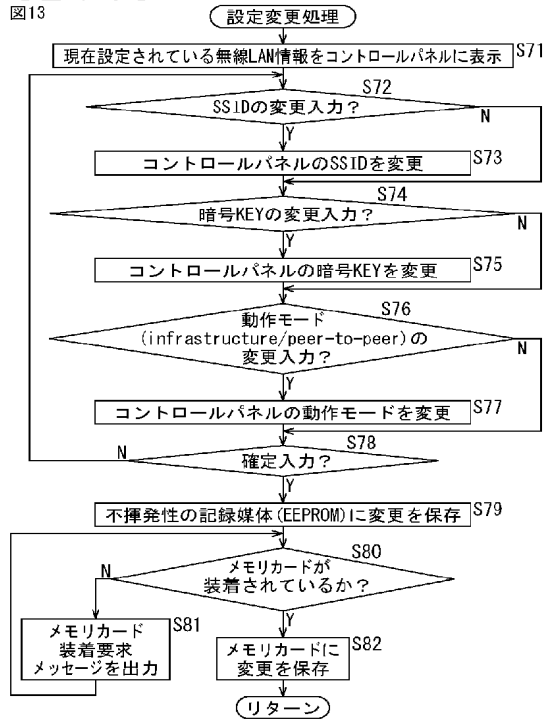 図13
設定変更処理
現在設定されている無線LAN情報をコントロールパネルに表示
S71
S72
SSIDの変更入力？
N
Y
コントロールパネルのSSIDを変更
S73
S74
暗号KEYの変更入力？
N
Y
コントロールパネルの暗号KEYを変更
S75
S76
動作モード
(infrastructure/peer-to-peer)の
変更入力？
N
Y
コントロールパネルの動作モードを変更
S77
S78
N
確定入力？
Y
不揮発性の記録媒体(EEPROM)に変更を保存
S79
S80
N
メモリカードが
装着されているか？
Y
S81
メモリカード
装着要求
メッセージを出力
S82
メモリカードに
変更を保存
リターン